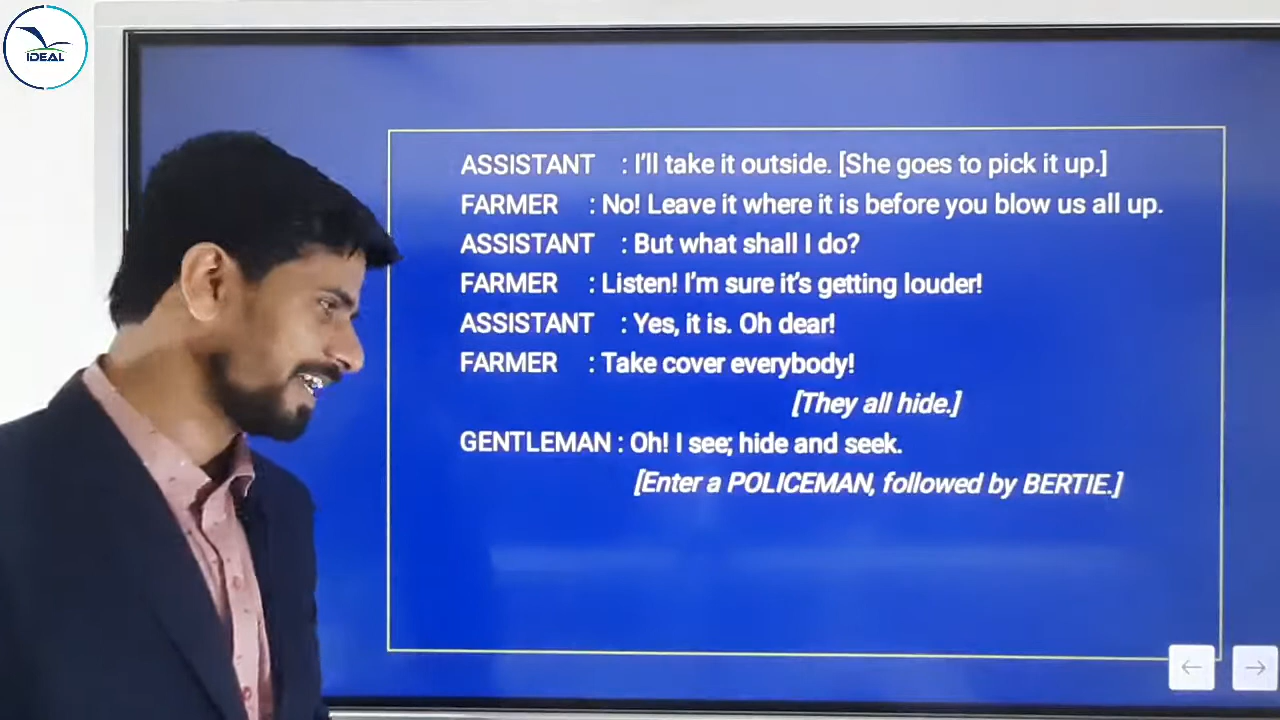 iDEAL
ASSISTANT : I'll take it outside. [She goes to pick it up.]
FARMER : No! Leave it where it is before you blow us all up.
ASSISTANT : But what shall I do?
FARMER : Listen! I'm sure it's getting louder!
ASSISTANT : Yes, it is. Oh dear!
FARMER : Take cover everybody!
[They all hide.]
GENTLEMAN : Oh! I see; hide and seek.
[Enter a POLICEMAN, followed by BERTIE.]